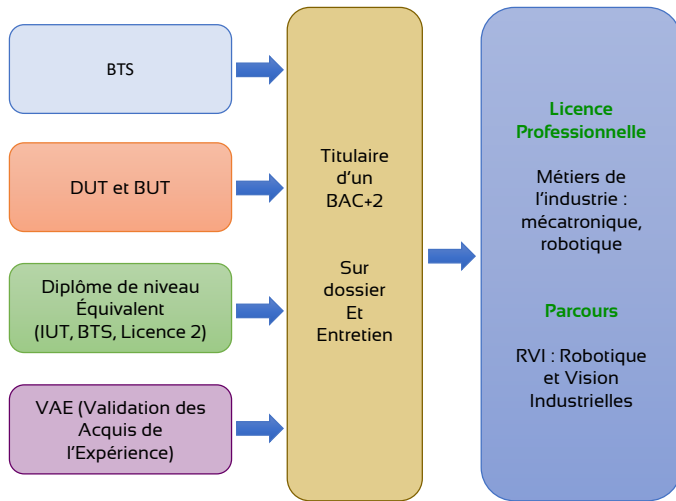 BTS
DUT et BUT
Diplôme de niveau
Équivalent
(IUT, BTS, Licence 2)
VAE (Validation des
Acquis de
l'Expérience)
Titulaire
d'un
BAC+2
Sur
dossier
Et
Entretien
Licence
Professionnelle
Métiers de
l'industrie :
mécatronique,
robotique
Parcours
RVI : Robotique
et Vision
Industrielles